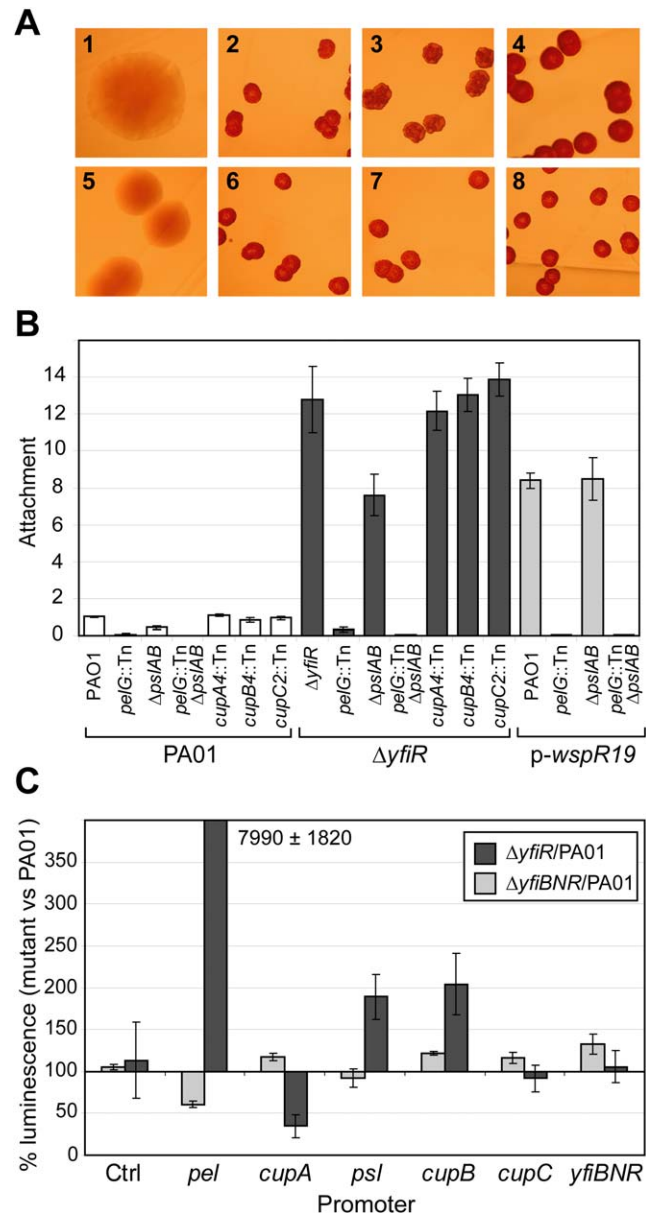 A
1 2 3 4
5 6 7 8
B
Attachment
14
12
10
8
6
4
2
0
PAO1
pelG::Tn
ΔpslAB
pelG::Tn
ΔpslAB
cupA4::Tn
cupB4::Tn
cupC2::Tn
ΔyfiR
pelG::Tn
ΔpslAB
pelG::Tn
ΔpslAB
cupA4::Tn
cupB4::Tn
cupC2::Tn
PAO1
pelG::Tn
ΔpslAB
pelG::Tn
ΔpslAB
PA01 ΔyfiR p-wspR19
C
% luminescence (mutant vs PA01)
7990 ± 1820
ΔyfiR/PA01
ΔyfiBNR/PA01
350
300
250
200
150
100
50
100
150
Ctrl pel cupA psl cupB cupC yfiBNR
Promoter